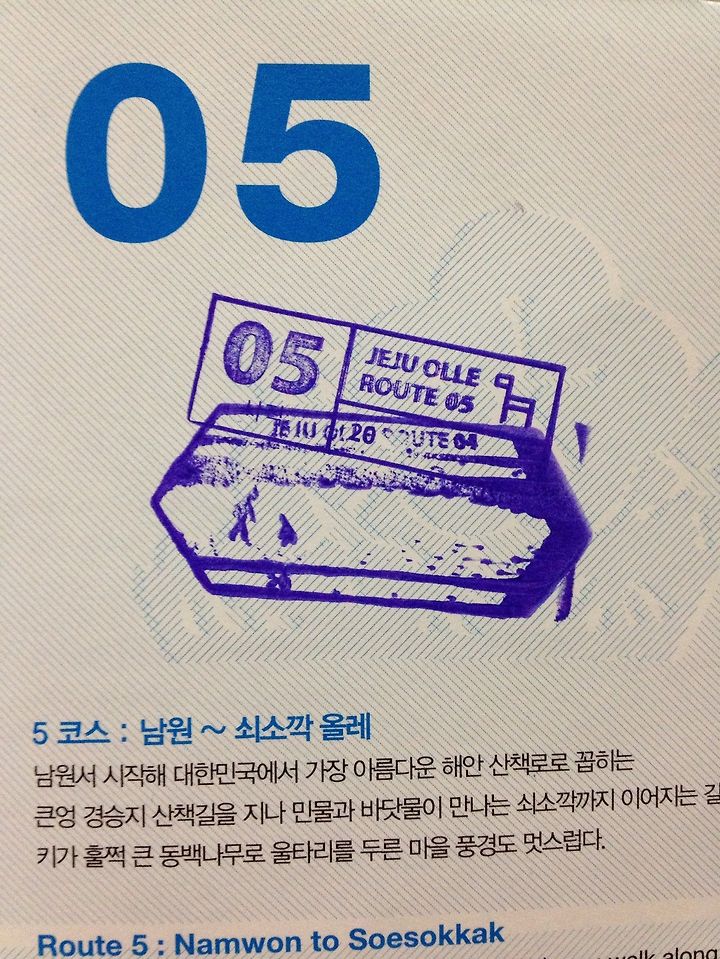 05
05
JEJU OLLE
ROUTE 05
ROUTE 04
5 코스 : 남원 ~ 쇠소깍 올레
남원서 시작해 대한민국에서 가장 아름다운 해안 산책로로 꼽히는
큰엉 경승지 산책길을 지나 민물과 바닷물이 만나는 쇠소깍까지 이어지는 길
키가 훌쩍 큰 동백나무로 울타리를 두른 마을 풍경도 멋스럽다.
Route 5 : Namwon to Soesokkak
walk along